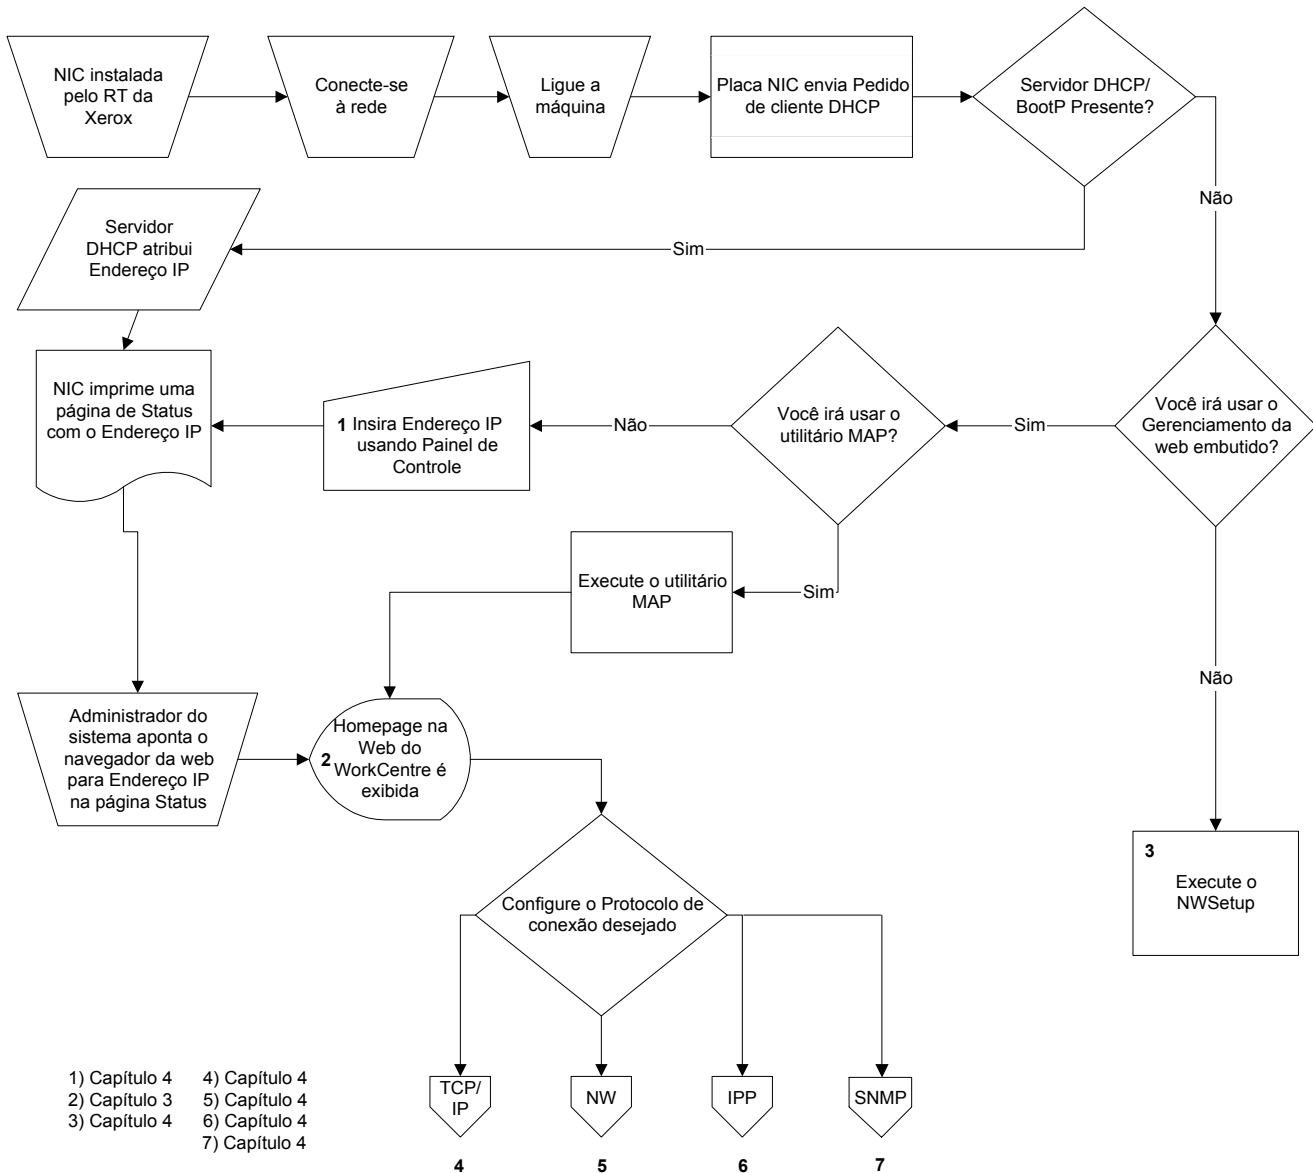 NIC instalada
pelo RT da
Xerox
Conecte-se
à rede
Ligue a
máquina
Placa NIC envia Pedido
de cliente DHCP
Servidor DHCP/
BootP Presente?
Não
Sim
Servidor
DHCP atribui
Endereço IP
NIC imprime uma
página de Status
com o Endereço IP
1 Insira Endereço IP
usando Painel de
Controle
Não
Você irá usar o
utilitário MAP?
Sim
Você irá usar o
Gerenciamento da
web embutido?
Execute o utilitário
MAP
Sim
Não
Administrador do
sistema aponta o
navegador da web
para Endereço IP
na página Status
Homepage na
Web do
2 WorkCentre é
exibida
3
Execute o
NWSetup
Configure o Protocolo de
conexão desejado
TCP/
IP
NW
IPP
SNMP
4
5
6
7
1) Capítulo 4
2) Capítulo 3
3) Capítulo 4
4) Capítulo 4
5) Capítulo 4
6) Capítulo 4
7) Capítulo 4